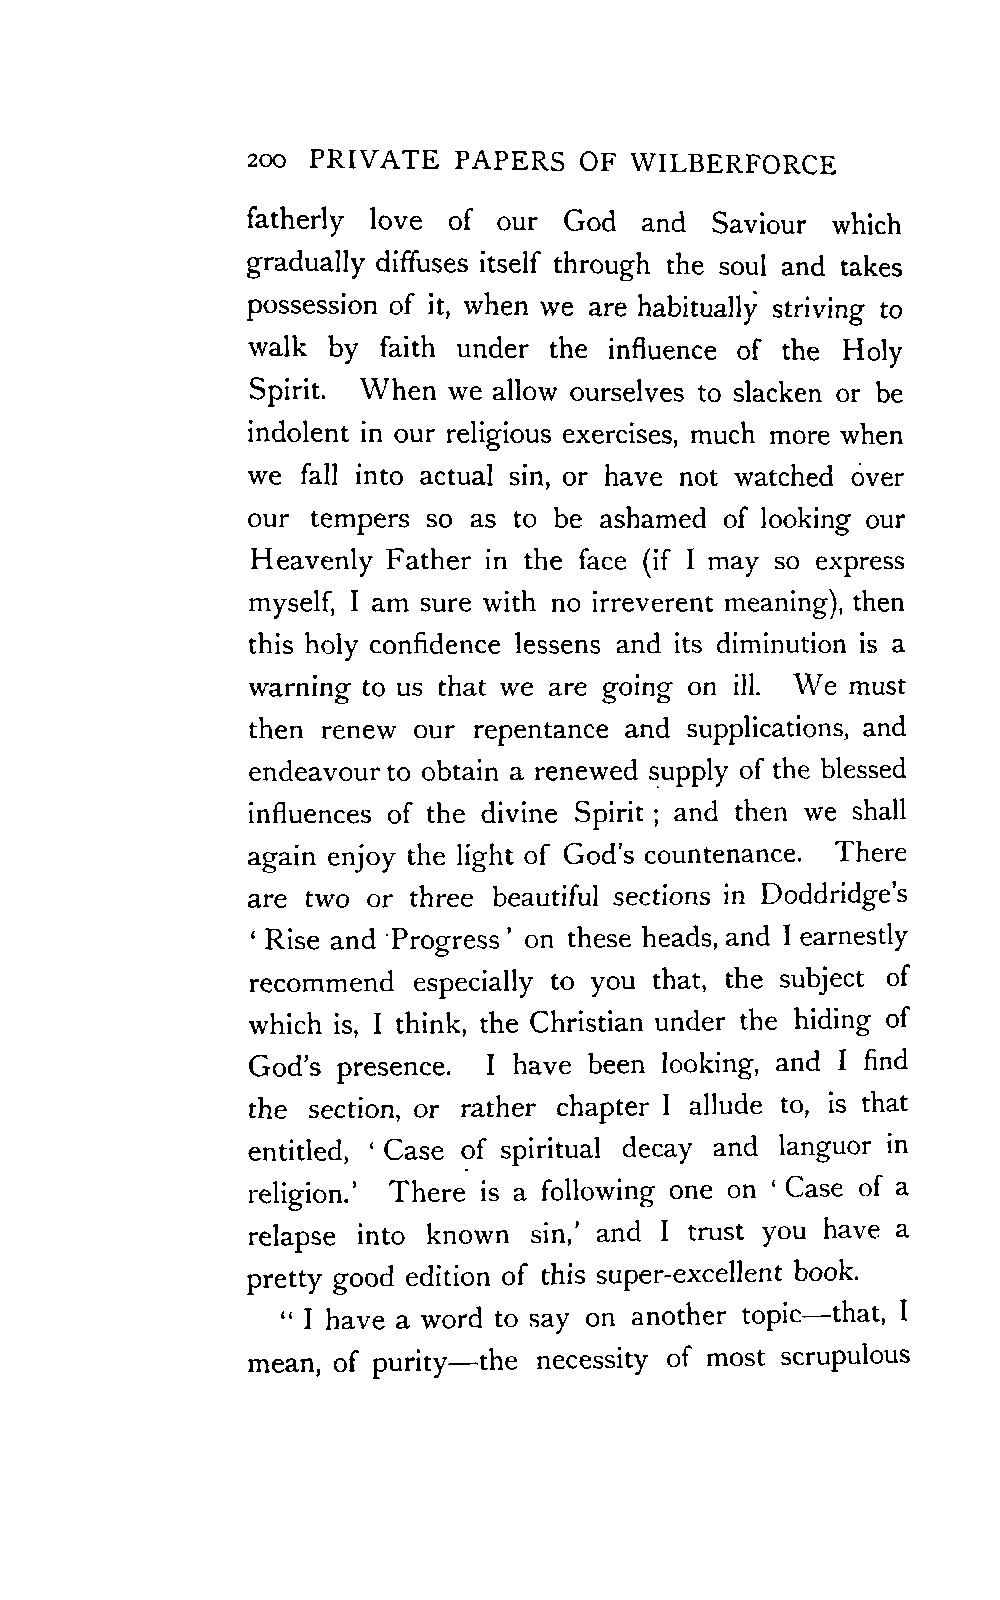 200 PRIVATE PAPERS OF WILBERFORCE
fatherly love of our God and Saviour which
gradually diffuses itself through the soul and takes
possession of it, when we are habitually striving to
walk by faith under the influence of the Holy
Spirit. When we allow ourselves to slacken or be
indolent in our religious exercises, much more when
we fall into actual sin, or have not watched over
our tempers so as to be ashamed of looking our
Heavenly Father in the face (if I may so express
myself, I am sure with no irreverent meaning), then
this holy confidence lessens and its diminution is a
warning to us that we are going on ill. We must
then renew our repentance and supplications, and
endeavour to obtain a renewed supply of the blessed
influences of the divine Spirit ; and then we shall
again enjoy the light of God's countenance. There
are two or three beautiful sections in Doddridge's
‘ Rise and Progress ’ on these heads, and I earnestly
recommend especially to you that, the subject of
which is, I think, the Christian under the hiding of
God's presence. I have been looking, and I find
the section, or rather chapter I allude to, is that
entitled, ‘ Case of spiritual decay and languor in
religion.’ There is a following one on ‘ Case of a
relapse into known sin,’ and I trust you have a
pretty good edition of this super-excellent book.
“ I have a word to say on another topic—that, I
mean, of purity—the necessity of most scrupulous